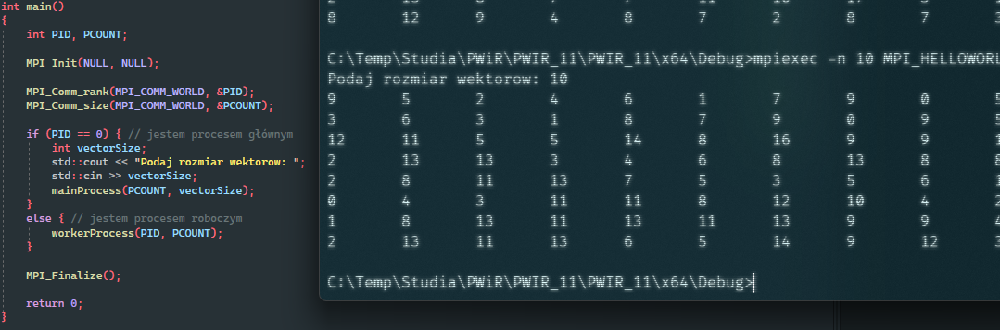 int main()
{
int PID, PCOUNT;
MPI_Init(NULL, NULL);
MPI_Comm_rank(MPI_COMM_WORLD, &PID);
MPI_Comm_size(MPI_COMM_WORLD, &PCOUNT);
if (PID == 0) { // jestem procesem głównym
int vectorSize;
std::cout << "Podaj rozmiar wektorow: ";
std::cin >> vectorSize;
mainProcess(PCOUNT, vectorSize);
}
else { // jestem procesem roboczym
workerProcess(PID, PCOUNT);
}
MPI_Finalize();
return 0;
}
8 12 9 4 8 7 2 8 7 3
C:\Temp\Studia\PWiR\PWIR_11\PWIR_11\x64\Debug>mpiexec -n 10 MPI_HELLOWORL
Podaj rozmiar wektorow: 10
9 5 2 4 6 1 7 9 0 5
3 6 3 1 8 7 9 0 9 5
12 11 5 5 14 8 16 9 9 1
2 13 13 3 4 6 8 13 8 8
2 8 11 13 7 5 3 5 6 1
0 4 3 11 11 8 12 10 4 2
1 8 13 11 13 11 13 9 9 4
2 13 11 13 6 5 14 9 12 3
C:\Temp\Studia\PWiR\PWIR_11\PWIR_11\x64\Debug>